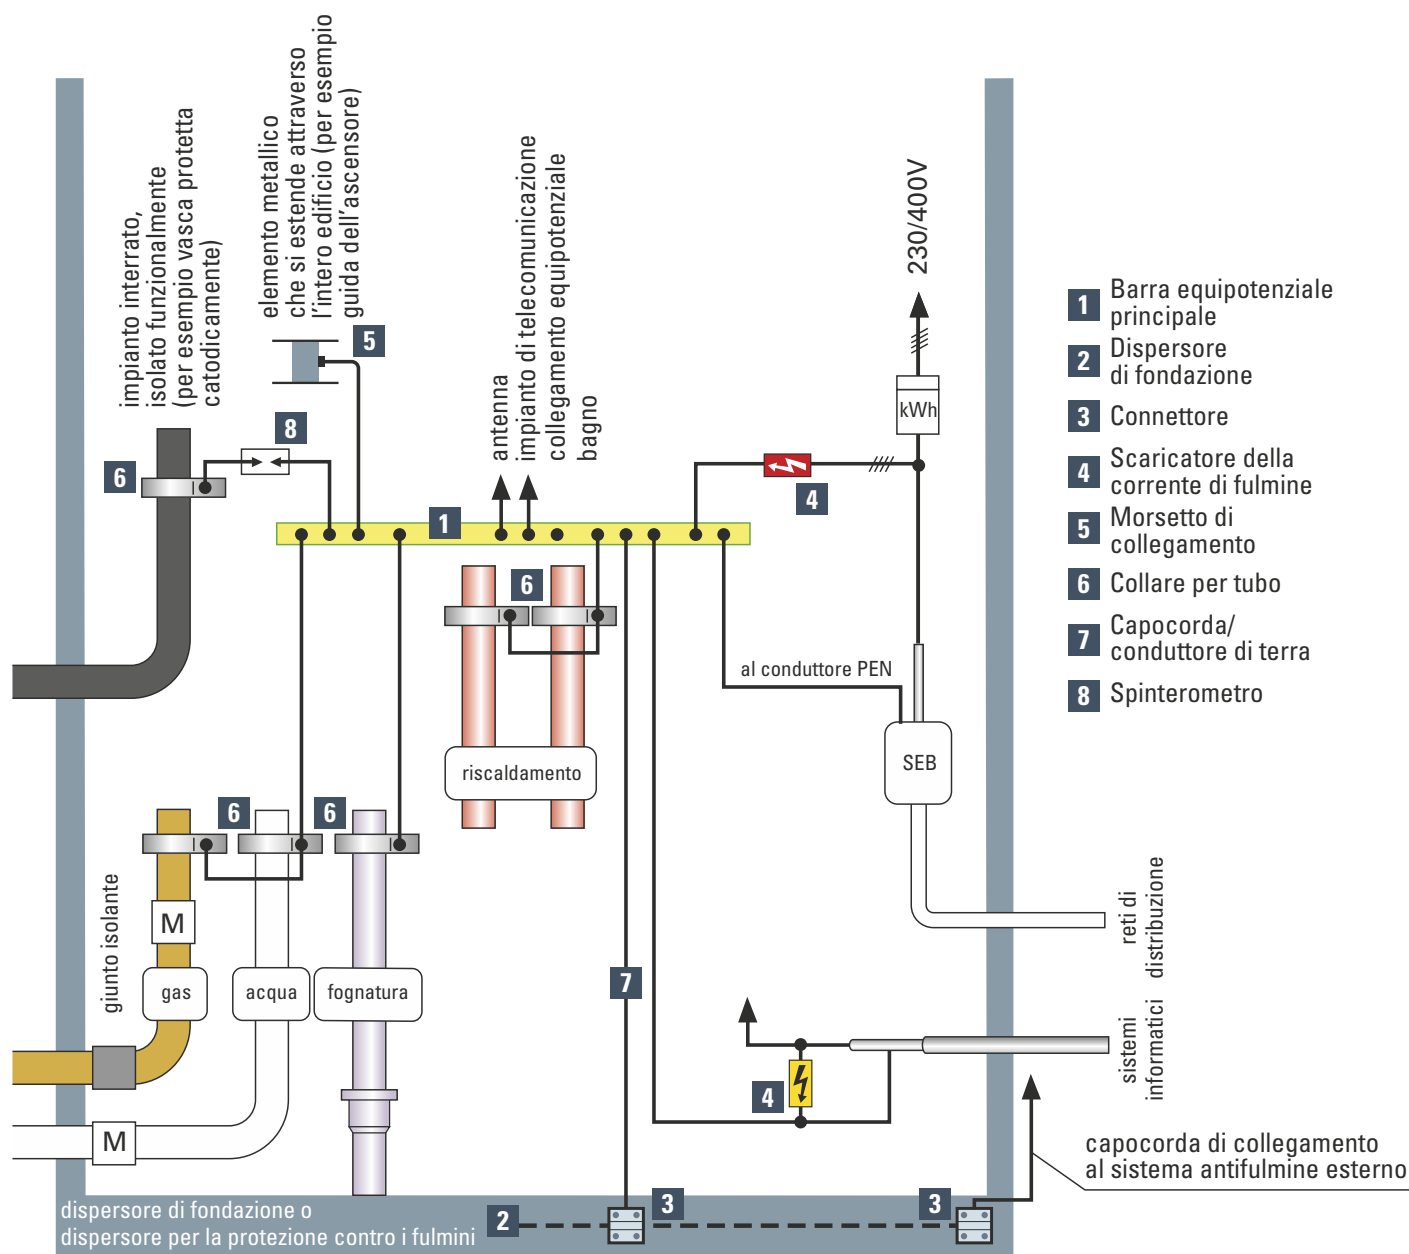 impianto interrato,
isolato funzionalmente
(per esempio vasca protetta
catodicamente)
elemento metallico
che si estende attraverso
l'intero edificio (per esempio
guida dell'ascensore)
antenna
impianto di telecomunicazione
collegamento equipotenziale
bagno
230/400V
kWh
5
8
6
4
1
6
al conduttore PEN
SEB
riscaldamento
6
6
giunto isolante
M
gas
acqua
fognatura
7
M
4
reti di
distribuzione
sistemi
informatici
capocorda di collegamento
al sistema antifulmine esterno
dispersore di fondazione o
dispersore per la protezione contro i fulmini
2
3
3
1 Barra equipotenziale
principale
2 Dispersore
di fondazione
3 Connettore
4 Scaricatore della
corrente di fulmine
5 Morsetto di
collegamento
6 Collare per tubo
7 Capocorda/
conduttore di terra
8 Spinterometro